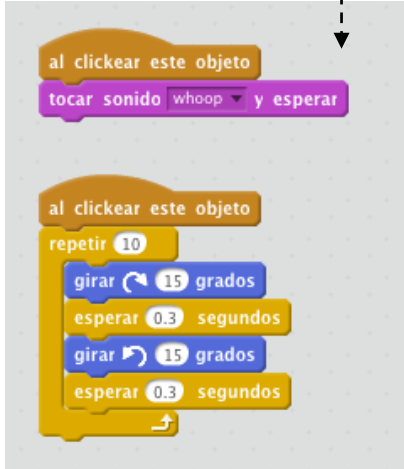 al clickear este objeto
tocar sonido whoop y esperar
al clickear este objeto
repetir 10
girar 15 grados
esperar 0.3 segundos
girar 15 grados
esperar 0.3 segundos